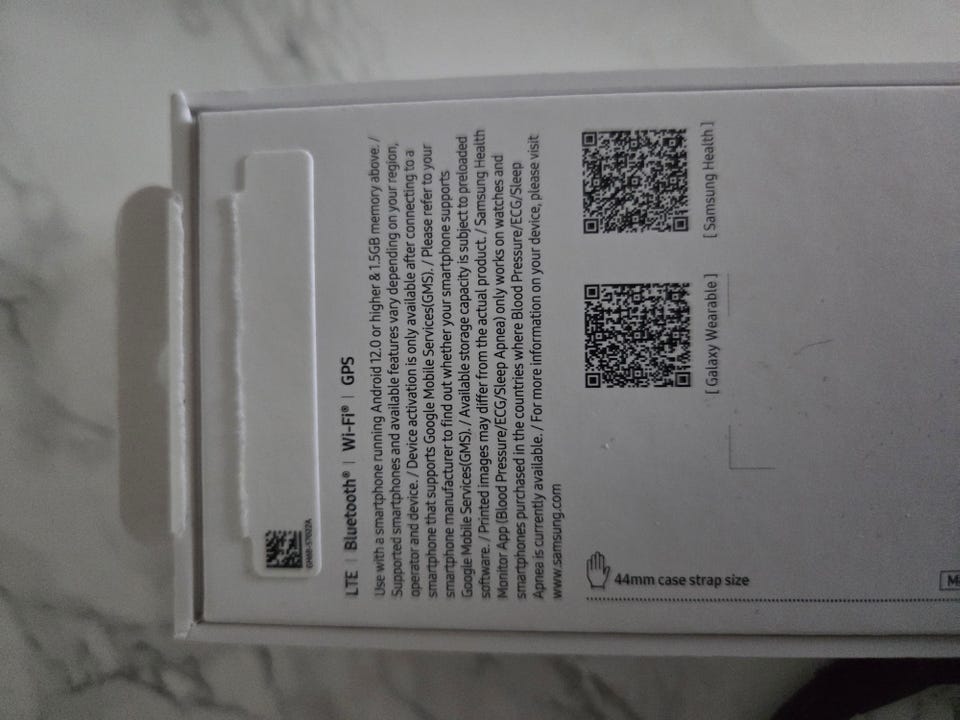 LTE | Bluetooth® | Wi-Fi® | GPS
Use with a smartphone running Android 12.0 or higher & 1.5GB memory above. /
Supported smartphones and available features vary depending on your region,
operator and device. / Device activation is only available after connecting to a
smartphone that supports Google Mobile Services(GMS). / Please refer to your
smartphone manufacturer to find out whether your smartphone supports
Google Mobile Services(GMS). / Available storage capacity is subject to preloaded
software. / Printed images may differ from the actual product. / Samsung Health
Monitor App (Blood Pressure/ECG/Sleep Apnea) only works on watches and
smartphones purchased in the countries where Blood Pressure/ECG/Sleep
Apnea is currently available. / For more information on your device, please visit
www.samsung.com
[ Galaxy Wearable ]
[ Samsung Health ]
44mm case strap size